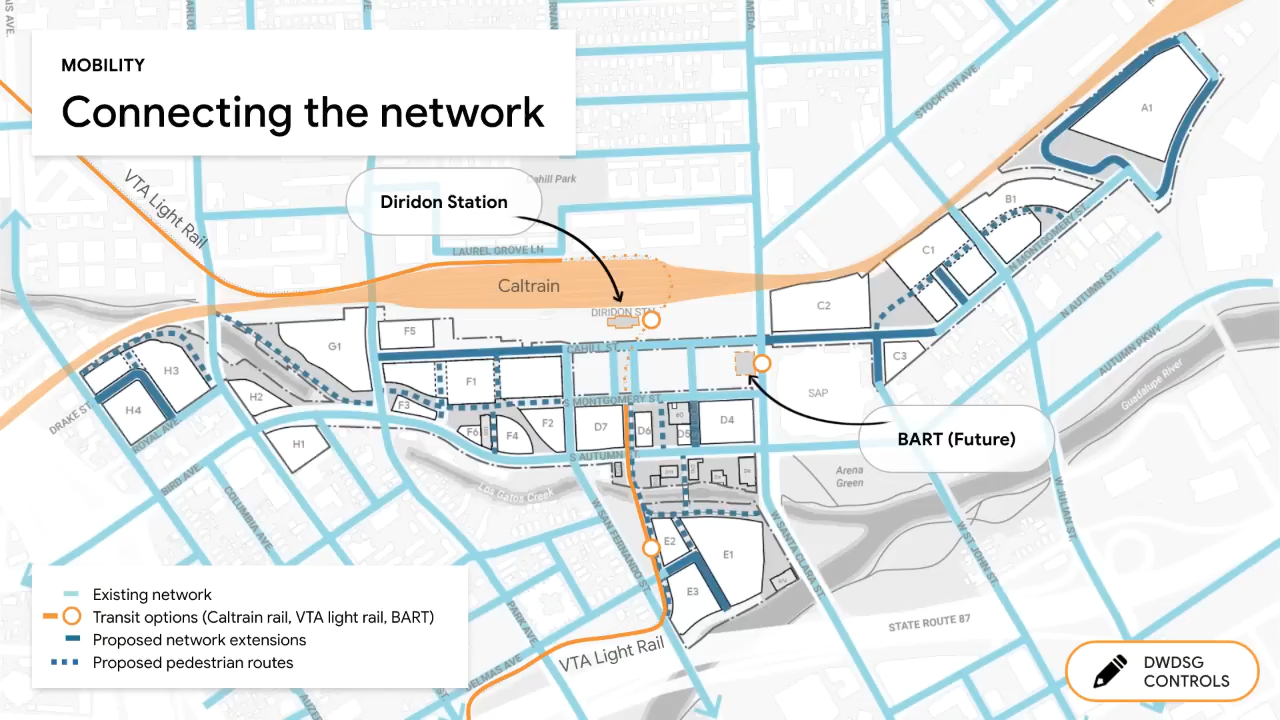 MOBILITY
Connecting the network
STOCKTON AVE.
A1
Cahill Park
Diridon Station
VTA Light Rail
B1
N MONTGOMERY ST
LAUREL GROVE LN
C1
Caltrain
N AUTUMN ST.
DIRIDON STN
C2
F5
G1
CAHILL ST.
C3
AUTUMN PKWY
Guadalupe River
H3
F1
SAP
H2
F3
S MONTGOMERY ST.
H4
DRAKE ST.
ROYAL AVE.
F6
F4
F2
D7
D6
D5
D4
BART (Future)
H1
S AUTUMN ST.
BIRD AVE.
COLUMBIA AVE.
Los Gatos Creek
Arena
Green
W SAN FERNANDO ST.
W SANTA CLARA ST.
W ST JOHN ST.
W JULIAN ST.
E2
E1
E3
Existing network
Transit options (Caltrain rail, VTA light rail, BART)
Proposed network extensions
Proposed pedestrian routes
PARK AVE.
DELMAS AVE.
VTA Light Rail
STATE ROUTE 87
DWDSG
CONTROLS